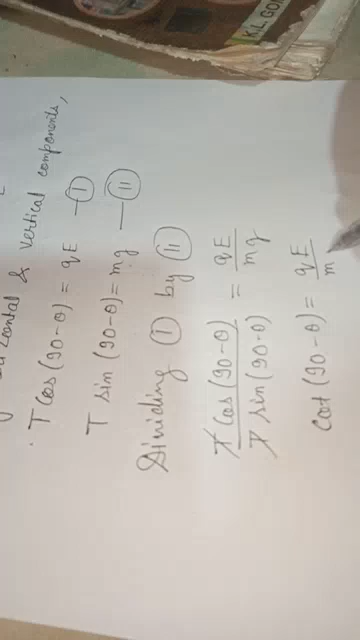 & vertical components,
T cos (90-θ) = qE —(I)
T sin (90-θ) = mg —(II)
Dividing (I) by (II)
T cos (90-θ) / T sin (90-θ) = qE / mg
cot (90-θ) = qE / m